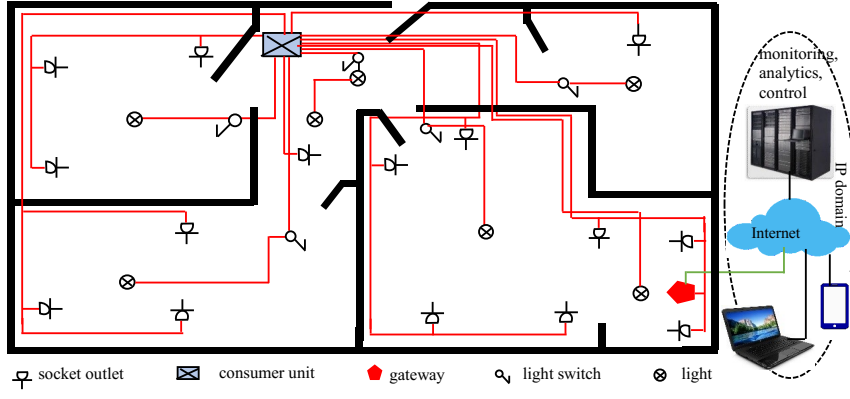 monitoring,
analytics,
control
IP domain
Internet
socket outlet
consumer unit
gateway
light switch
light